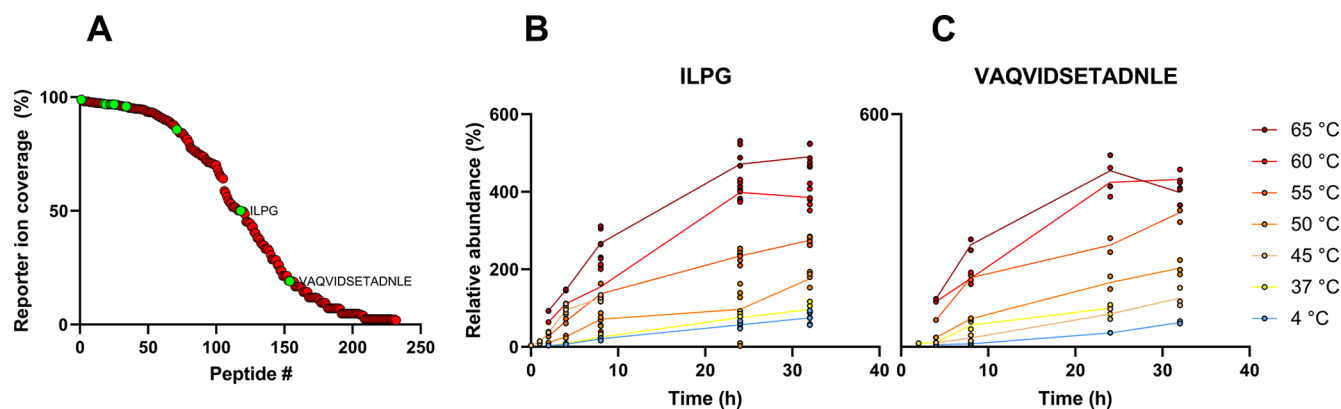 A
Reporter ion coverage (%)
100
50
0
ILPG
VAQVIDSETADNLE
0 50 100 150 200 250
Peptide #
B
ILPG
Relative abundance (%)
600
400
200
0
0 10 20 30 40
Time (h)
C
VAQVIDSETADNLE
600
0 10 20 30 40
Time (h)
65 °C
60 °C
55 °C
50 °C
45 °C
37 °C
4 °C